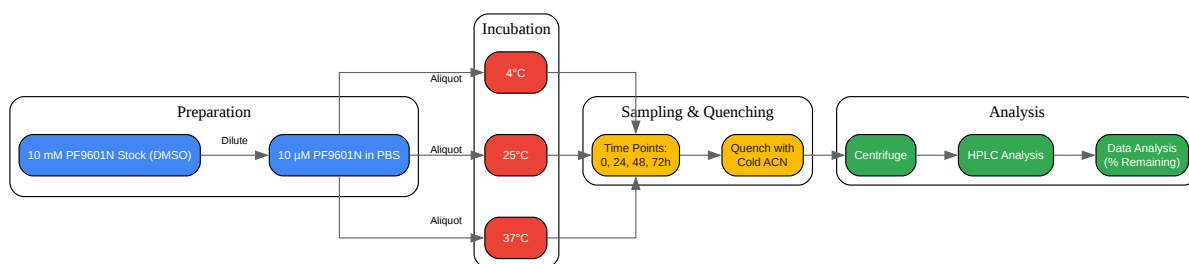 Incubation
4°C
Aliquot
Preparation
Sampling & Quenching
Analysis
10 mM PF9601N Stock (DMSO)
Dilute
10 µM PF9601N in PBS
Aliquot
25°C
Time Points:
0, 24, 48, 72h
Quench with
Cold ACN
Centrifuge
HPLC Analysis
Data Analysis
(% Remaining)
Aliquot
37°C